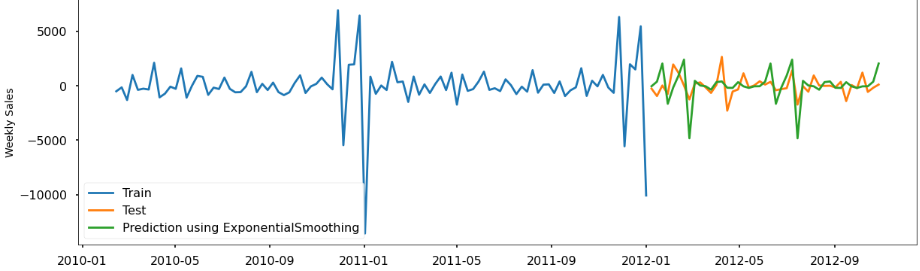 5000
0
−5000
−10000
Weekly Sales
Train
Test
Prediction using ExponentialSmoothing
2010-01 2010-05 2010-09 2011-01 2011-05 2011-09 2012-01 2012-05 2012-09